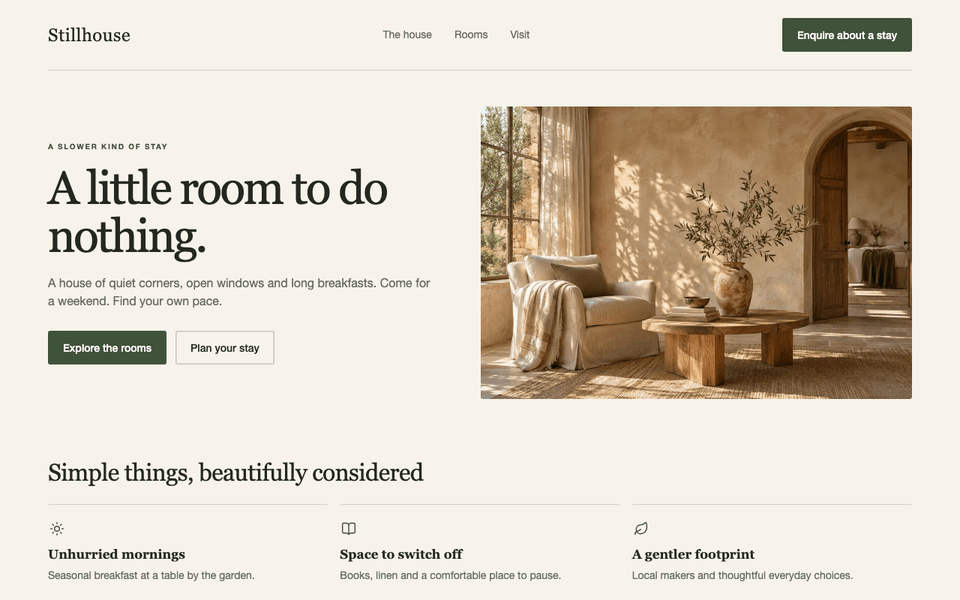 Stillhouse
The house
Rooms
Visit
Enquire about a stay
A SLOWER KIND OF STAY
A little room to do
nothing.
A house of quiet corners, open windows and long breakfasts. Come for
a weekend. Find your own pace.
Explore the rooms
Plan your stay
Simple things, beautifully considered
Unhurried mornings
Seasonal breakfast at a table by the garden.
Space to switch off
Books, linen and a comfortable place to pause.
A gentler footprint
Local makers and thoughtful everyday choices.